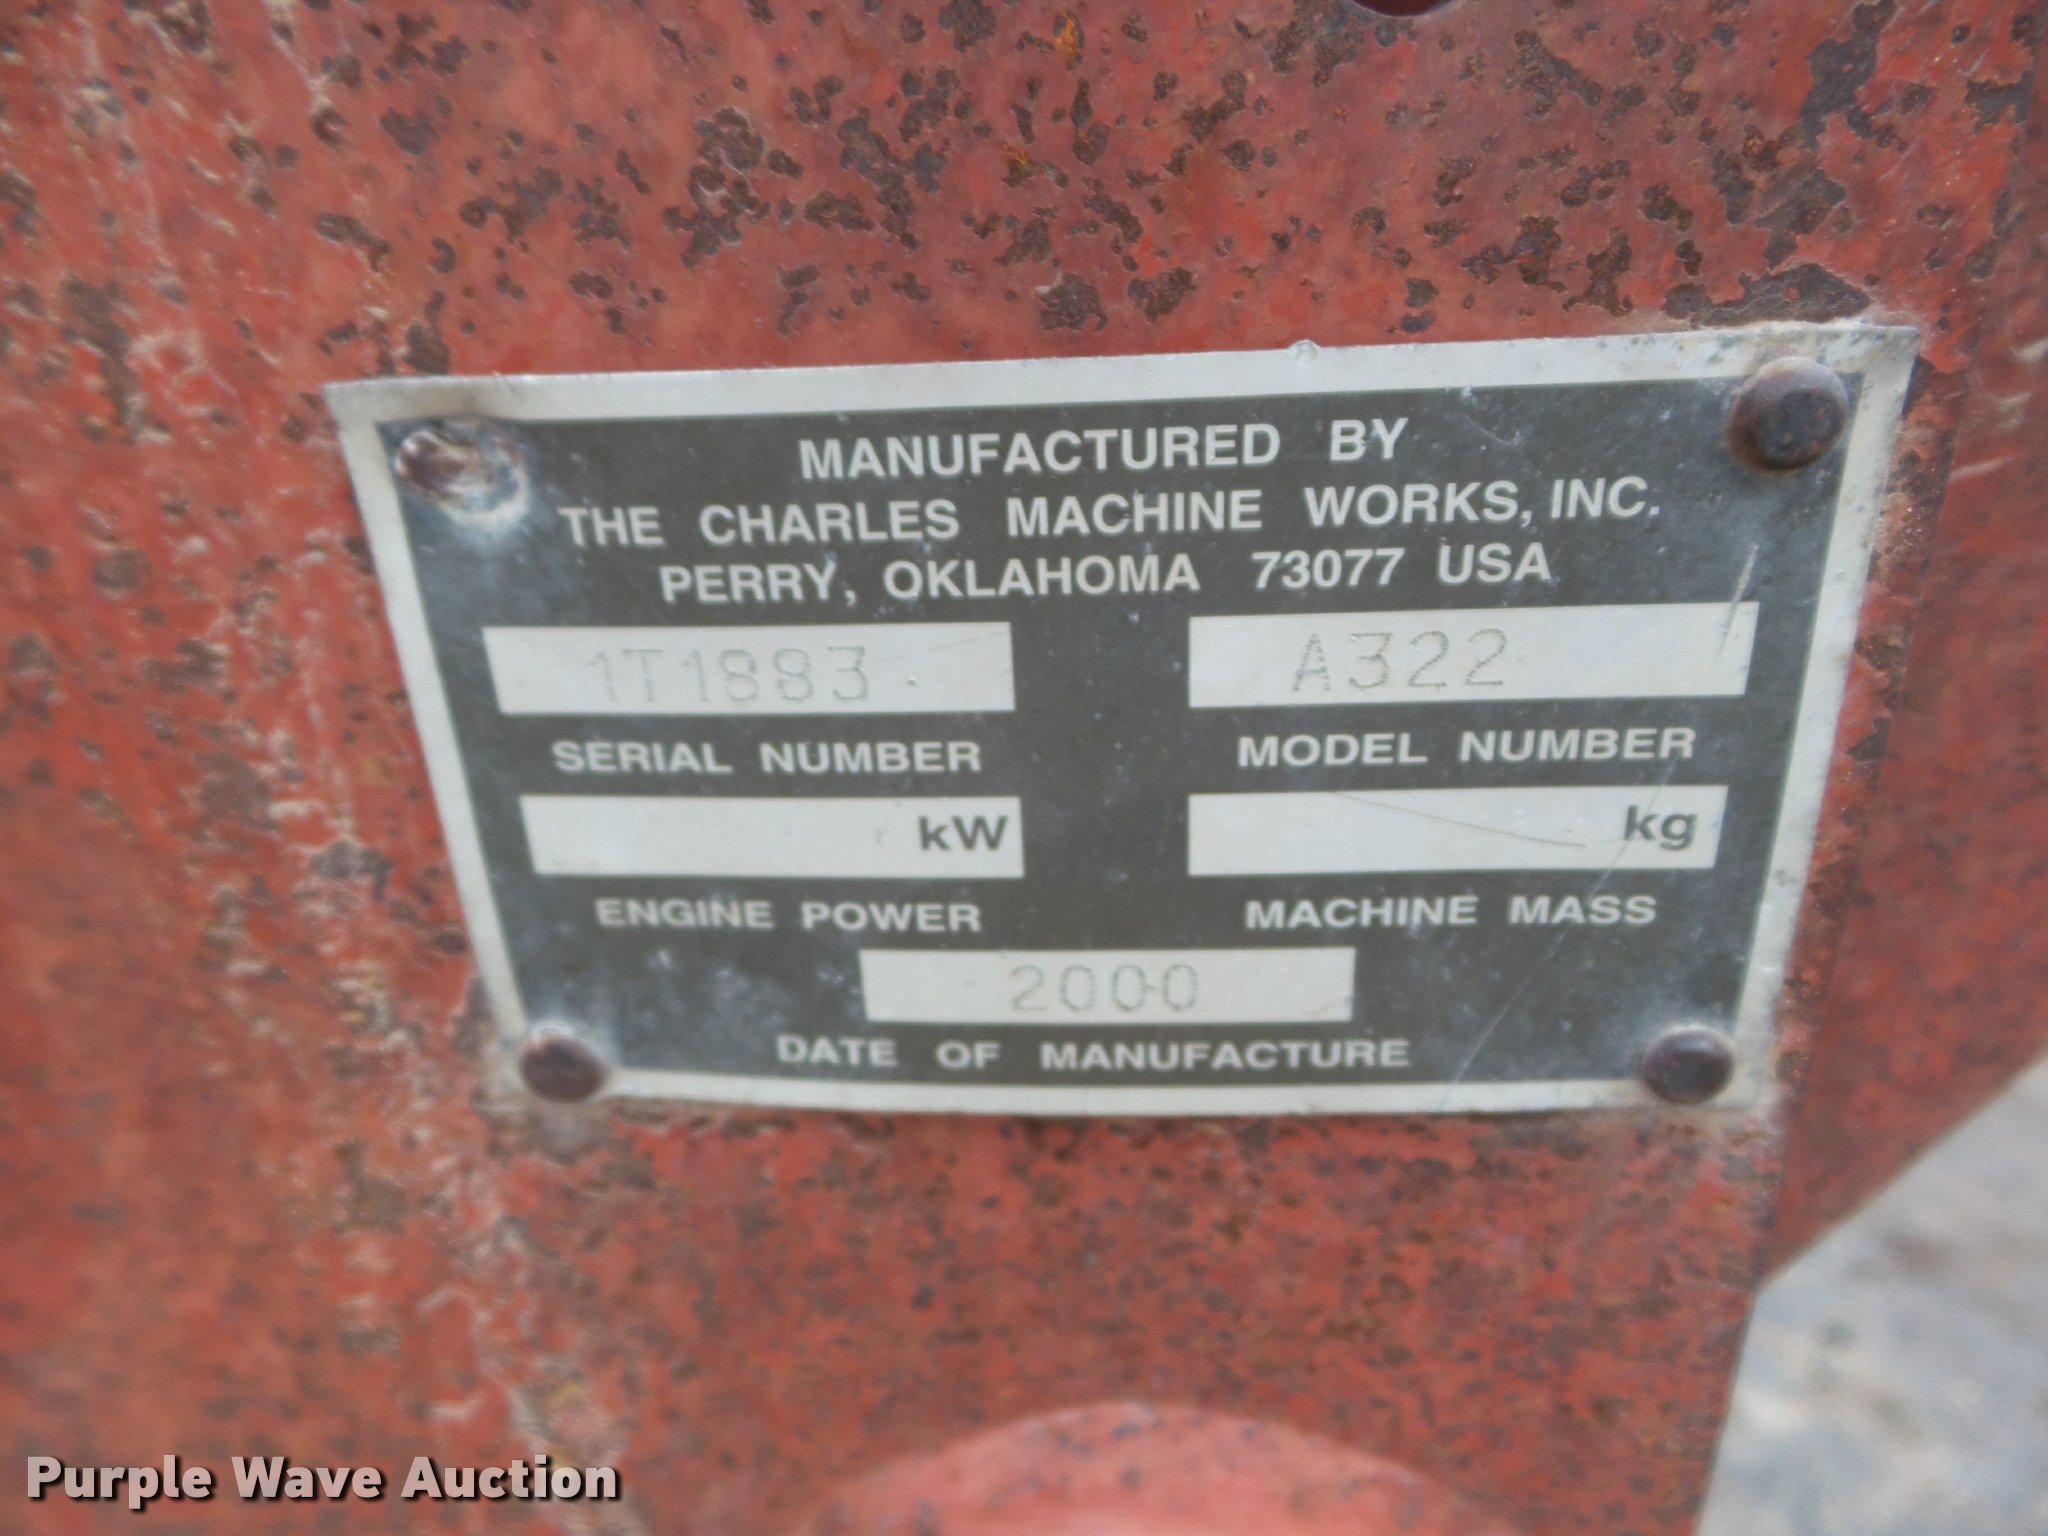 MANUFACTURED BY
THE CHARLES MACHINE WORKS, INC.
PERRY, OKLAHOMA 73077 USA
1T1883 A322
SERIAL NUMBER MODEL NUMBER
kW kg
ENGINE POWER MACHINE MASS
2000
DATE OF MANUFACTURE
Purple Wave Auction